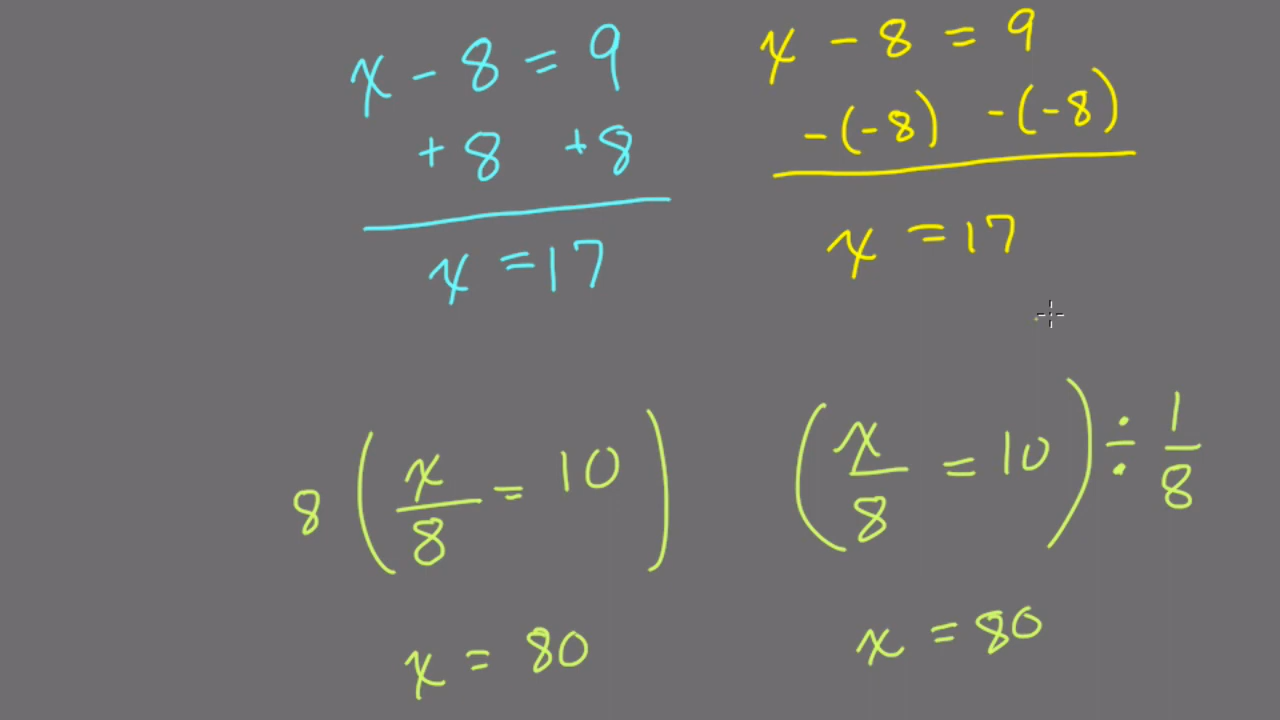 x - 8 = 9
+ 8 + 8
x = 17
x - 8 = 9
- (-8) - (-8)
x = 17
8 ( x/8 = 10 )
x = 80
( x/8 = 10 ) ÷ 1/8
x = 80